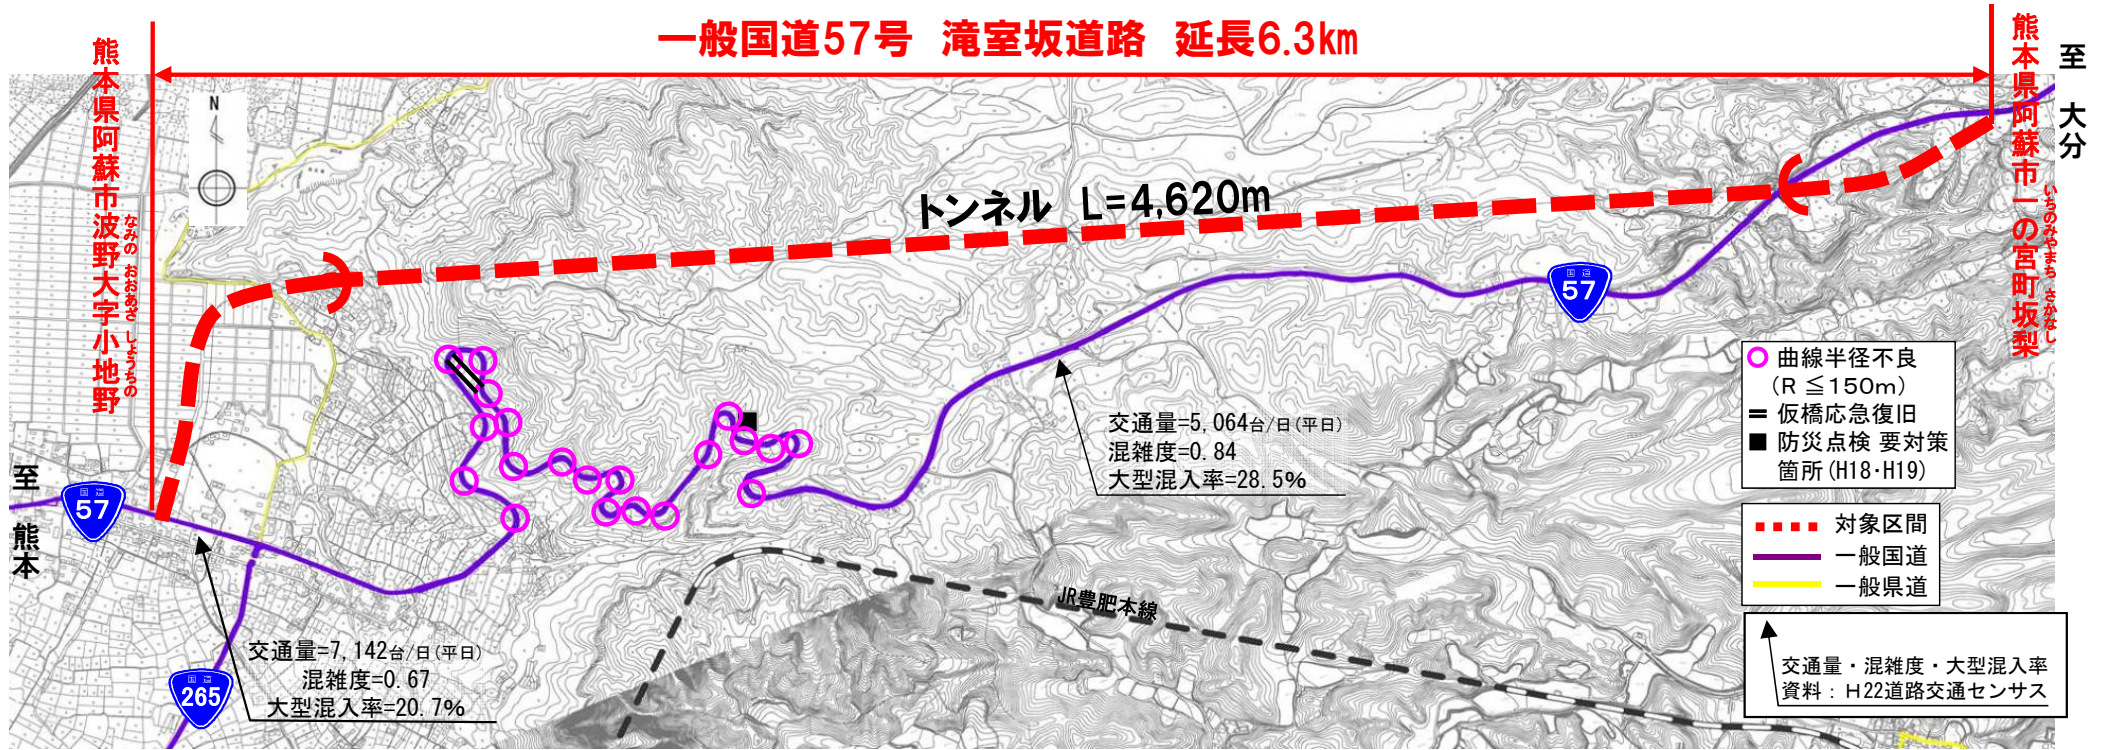 一般国道57号 滝室坂道路 延長6.3km
熊本県阿蘇市波野大字小地野
なみの おおあざ しょうちの
熊本県阿蘇市一の宮町坂梨
いちのみやまち さかなし
至 大分
N
トンネル L=4,620m
国道
57
曲線半径不良
(R ≦150m)
仮橋応急復旧
防災点検 要対策
箇所(H18･H19)
交通量=5,064台/日(平日)
混雑度=0.84
大型混入率=28.5%
至 熊本
国道
57
対象区間
一般国道
一般県道
JR豊肥本線
交通量=7,142台/日(平日)
混雑度=0.67
大型混入率=20.7%
国道
265
交通量・混雑度・大型混入率
資料：H22道路交通センサス